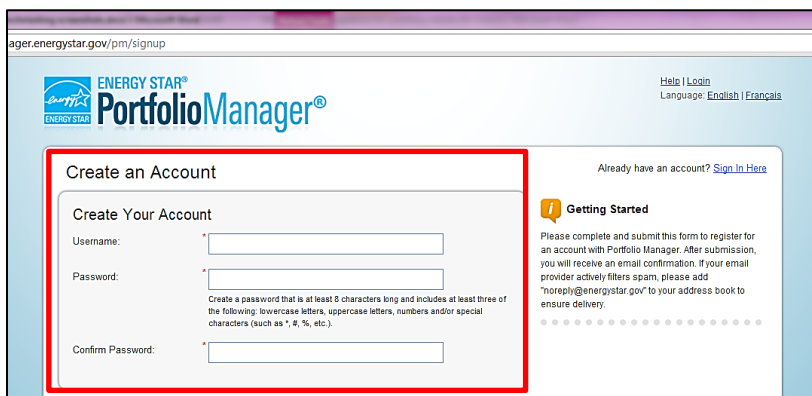 ager.energystar.gov/pm/signup
ENERGY STAR®
PortfolioManager®
energy
ENERGY STAR
Help | Login
Language: English | Français
Create an Account
Already have an account? Sign In Here
Create Your Account
Username: *
Password: *
Create a password that is at least 8 characters long and includes at least three of
the following: lowercase letters, uppercase letters, numbers and/or special
characters (such as *, #, %, etc.).
Confirm Password: *
i Getting Started
Please complete and submit this form to register for
an account with Portfolio Manager. After submission,
you will receive an email confirmation. If your email
provider actively filters spam, please add
"noreply@energystar.gov" to your address book to
ensure delivery.